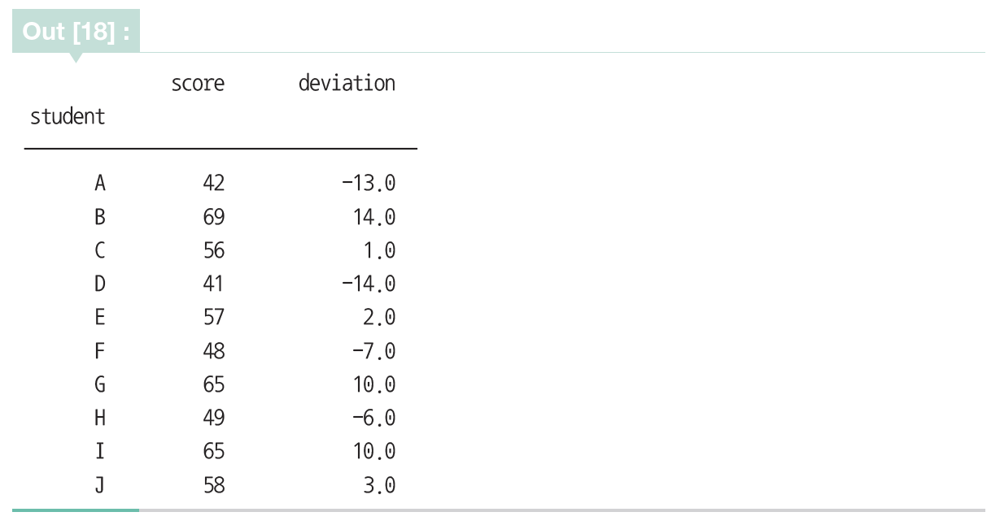 Out [18] :
score deviation
student
A 42 -13.0
B 69 14.0
C 56 1.0
D 41 -14.0
E 57 2.0
F 48 -7.0
G 65 10.0
H 49 -6.0
I 65 10.0
J 58 3.0